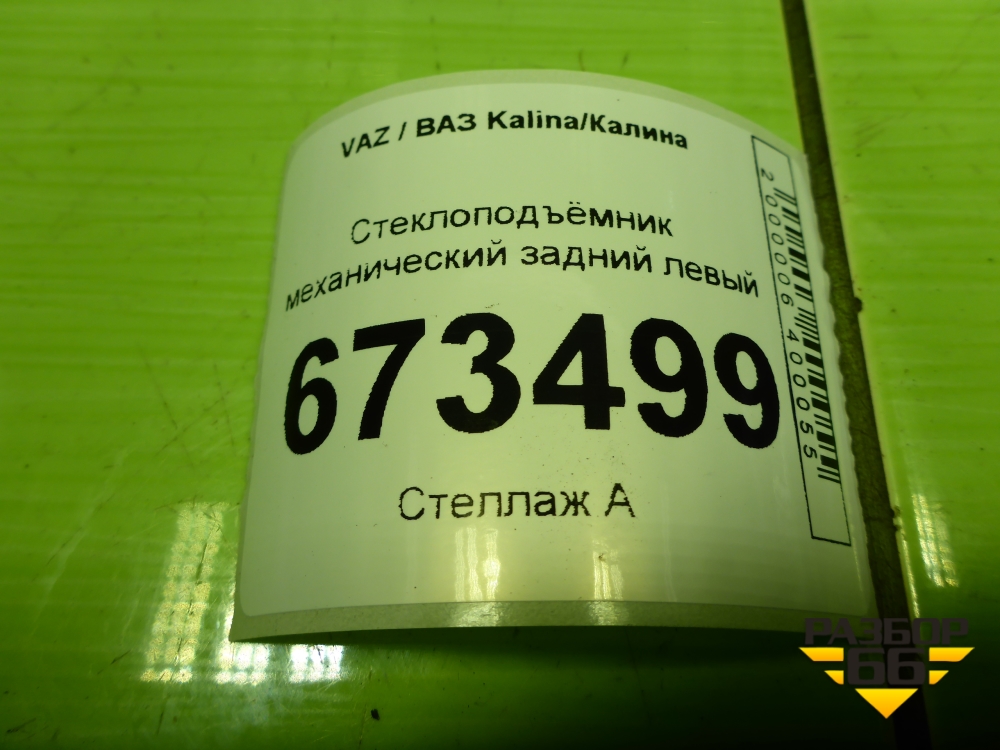 VAZ / ВАЗ Kalina/Калина
Стеклоподъёмник
механический задний левый
673499
Стеллаж А
2000006400055
РАЗБОР
66